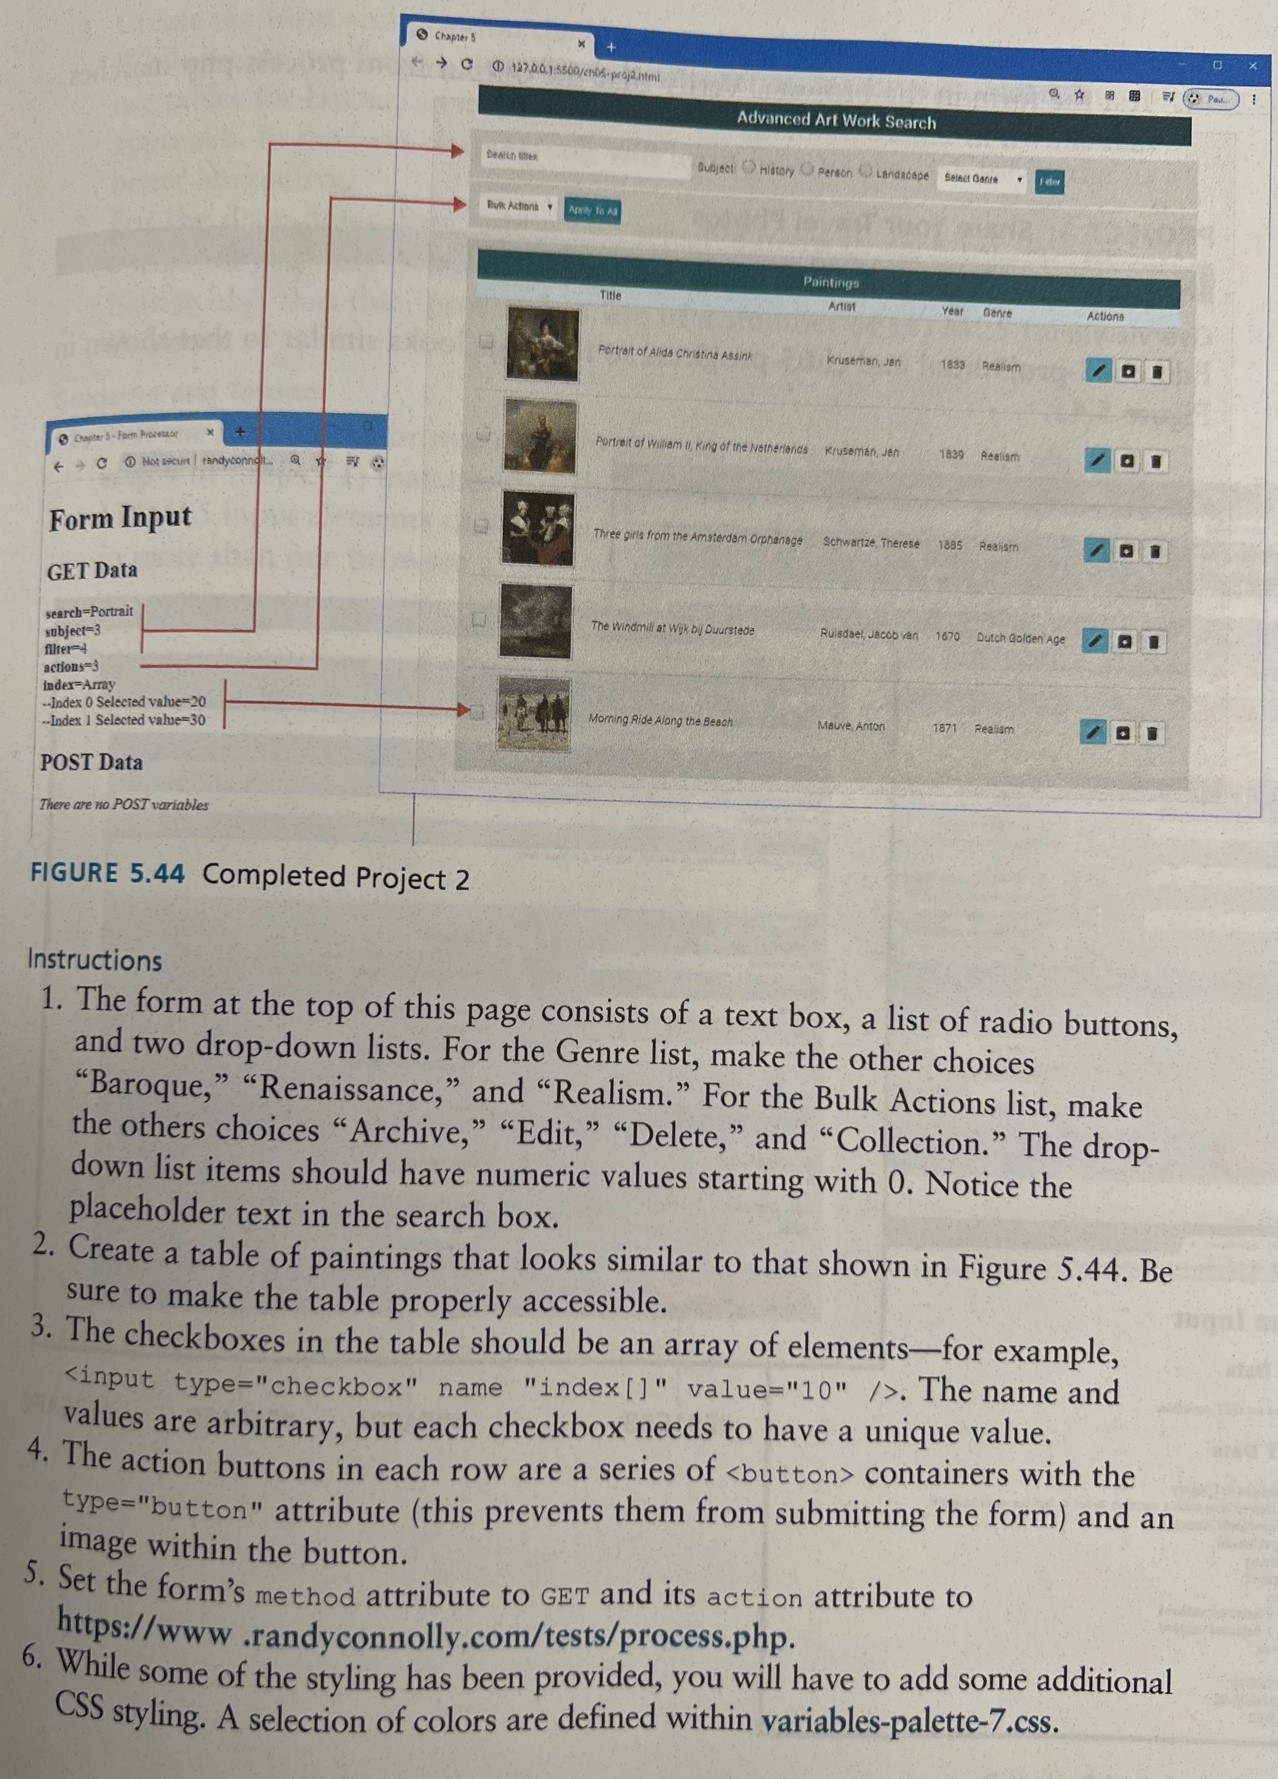 Chapter 5
127.0.0.1:5500/ch05-proj2.html
Pau...
Advanced Art Work Search
Search titles
Subject: History Person Landscape Select Genre Filter
Bulk Actions Apply To All
Paintings
Title Artist Year Genre Actions
Portrait of Alida Christina Assink Kruseman, Jan 1833 Realism
Portrait of William II, King of the Netherlands Kruseman, Jan 1839 Realism
Three girls from the Amsterdam Orphanage Schwartze, Therese 1885 Realism
The Windmill at Wijk bij Duurstede Ruisdael, Jacob van 1670 Dutch Golden Age
Morning Ride Along the Beach Mauve, Anton 1871 Realism
Chapter 5 - Form Processor
Not secure randyconnoll...
Form Input
GET Data
search=Portrait
subject=3
filter=4
actions=3
index=Array
--Index 0 Selected value=20
--Index 1 Selected value=30
POST Data
There are no POST variables
FIGURE 5.44 Completed Project 2
Instructions
1. The form at the top of this page consists of a text box, a list of radio buttons,
and two drop-down lists. For the Genre list, make the other choices
“Baroque,” “Renaissance,” and “Realism.” For the Bulk Actions list, make
the others choices “Archive,” “Edit,” “Delete,” and “Collection.” The drop-
down list items should have numeric values starting with 0. Notice the
placeholder text in the search box.
2. Create a table of paintings that looks similar to that shown in Figure 5.44. Be
sure to make the table properly accessible.
3. The checkboxes in the table should be an array of elements—for example,
<input type="checkbox" name "index[]" value="10" />. The name and
values are arbitrary, but each checkbox needs to have a unique value.
4. The action buttons in each row are a series of <button> containers with the
type="button" attribute (this prevents them from submitting the form) and an
image within the button.
5. Set the form’s method attribute to GET and its action attribute to
https://www .randyconnolly.com/tests/process.php.
6. While some of the styling has been provided, you will have to add some additional
CSS styling. A selection of colors are defined within variables-palette-7.css.